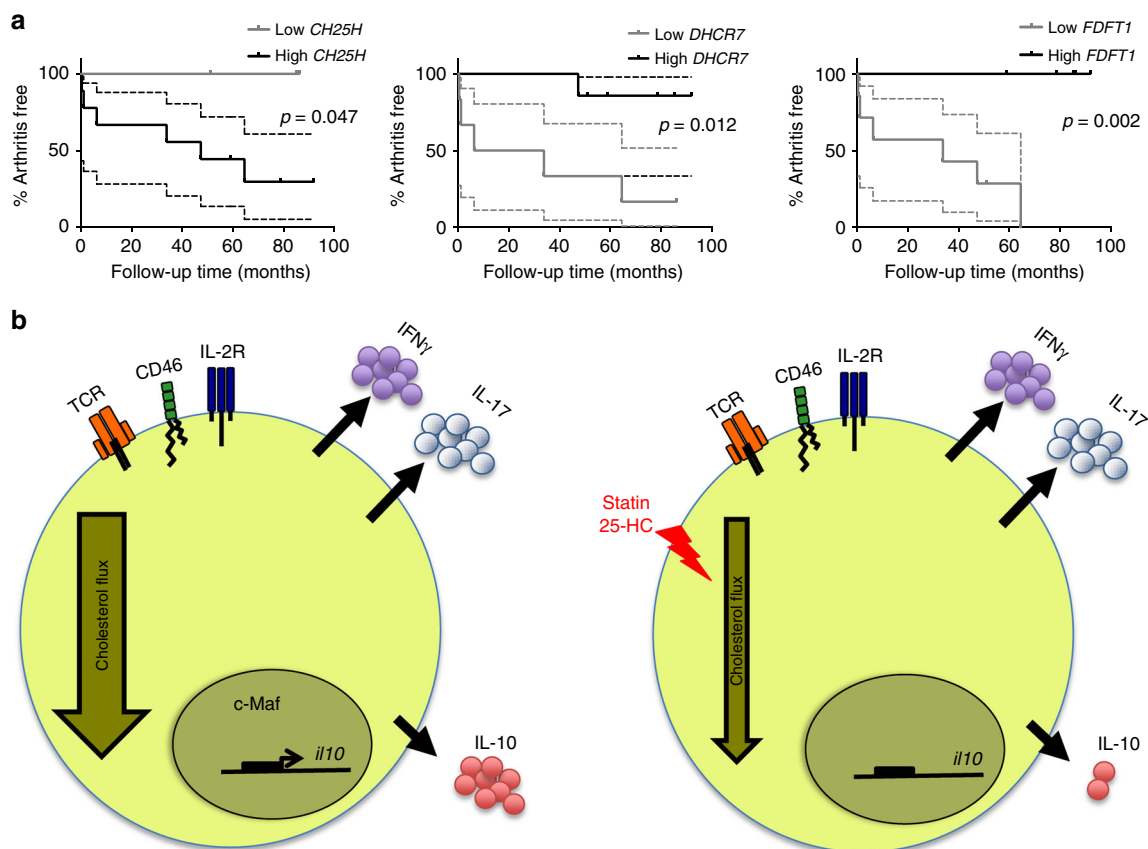 a
Low CH25H
High CH25H
% Arthritis free
100
50
0
p = 0.047
0 20 40 60 80 100
Follow-up time (months)
Low DHCR7
High DHCR7
% Arthritis free
100
50
0
p = 0.012
0 20 40 60 80 100
Follow-up time (months)
Low FDFT1
High FDFT1
% Arthritis free
100
50
0
p = 0.002
0 20 40 60 80 100
Follow-up time (months)
b
TCR
CD46
IL-2R
IFNγ
IL-17
Cholesterol flux
c-Maf
il10
IL-10
TCR
CD46
IL-2R
IFNγ
IL-17
Statin
25-HC
Cholesterol flux
il10
IL-10